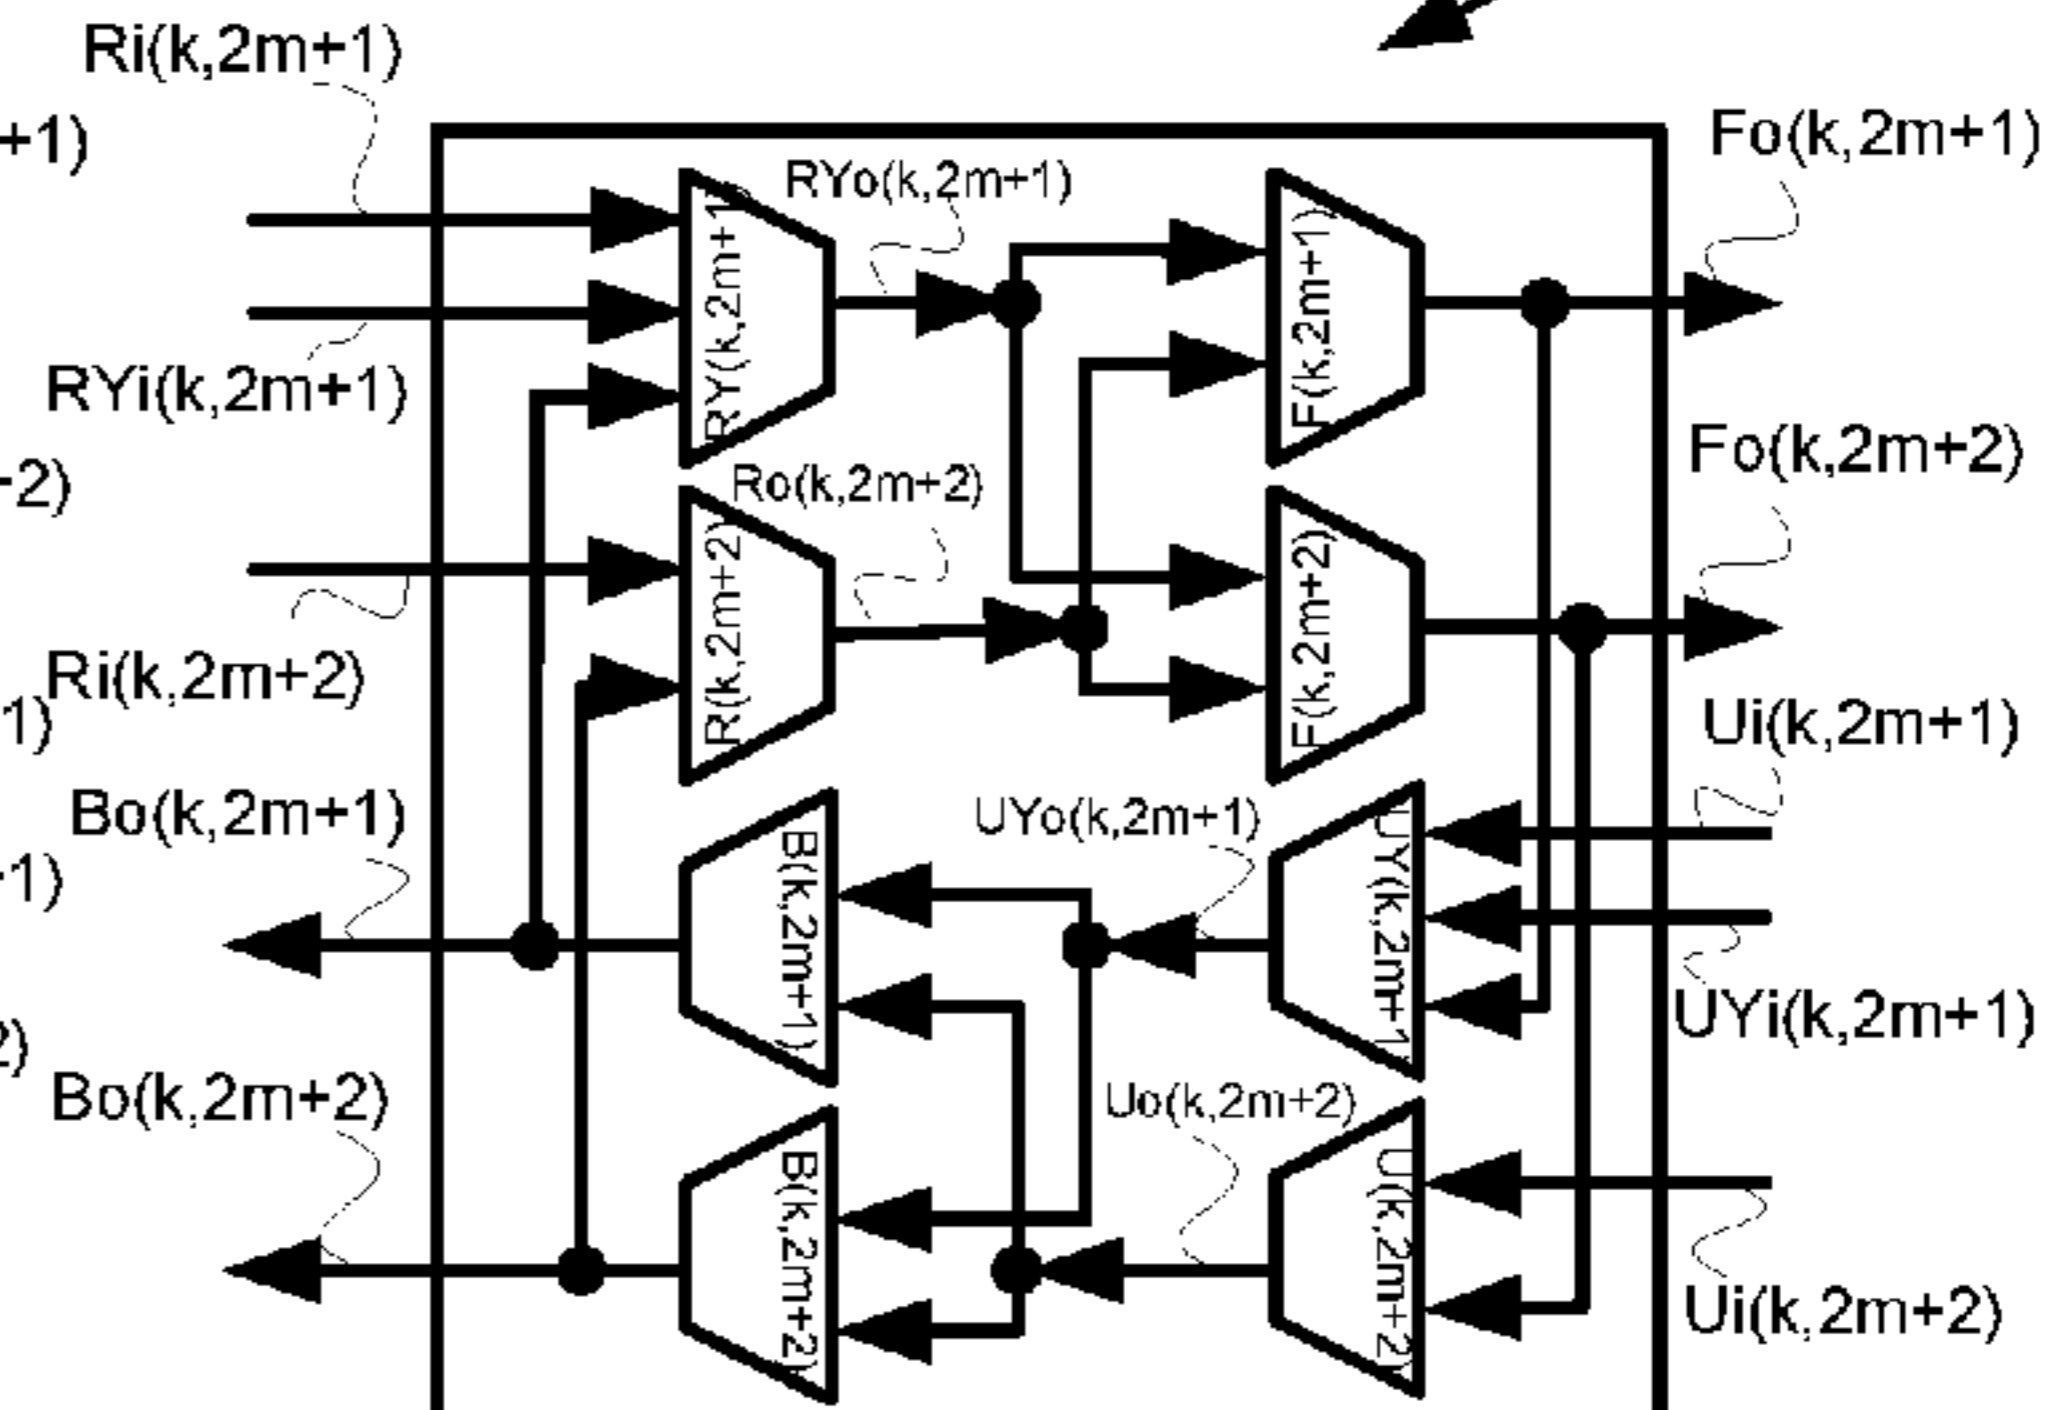 Ri(k,2m+1)
+1)
Fo(k,2m+1)
RYo(k,2m+1)
RY(k,2m+1)
F(k,2m+1)
RYi(k,2m+1)
Fo(k,2m+2)
-2)
Ro(k,2m+2)
R(k,2m+2)
F(k,2m+2)
Ri(k,2m+2)
1)
Ui(k,2m+1)
Bo(k,2m+1)
UYo(k,2m+1)
B(k,2m+1)
UY(k,2m+1
-1)
UYi(k,2m+1)
2)
Bo(k,2m+2)
Uo(k,2m+2)
B(k,2m+2)
U(k,2m+2)
Ui(k,2m+2)